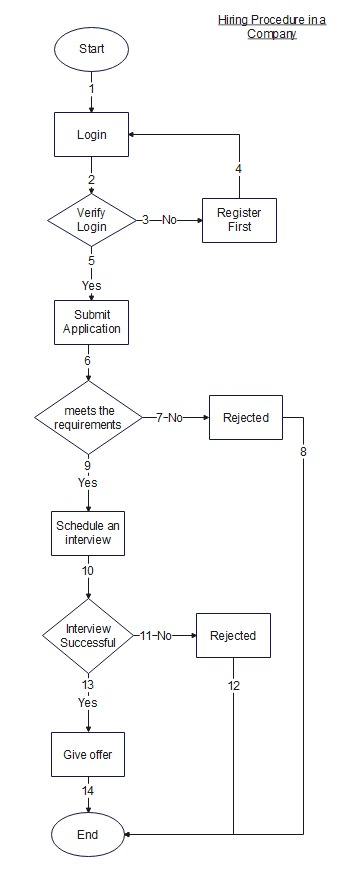 Hiring Procedure in a
Company
Start
1
Login
2
4
Verify
Login
3
No
Register
First
5
Yes
Submit
Application
6
meets the
requirements
7
No
Rejected
8
9
Yes
Schedule an
interview
10
Interview
Successful
11
No
Rejected
12
13
Yes
Give offer
14
End